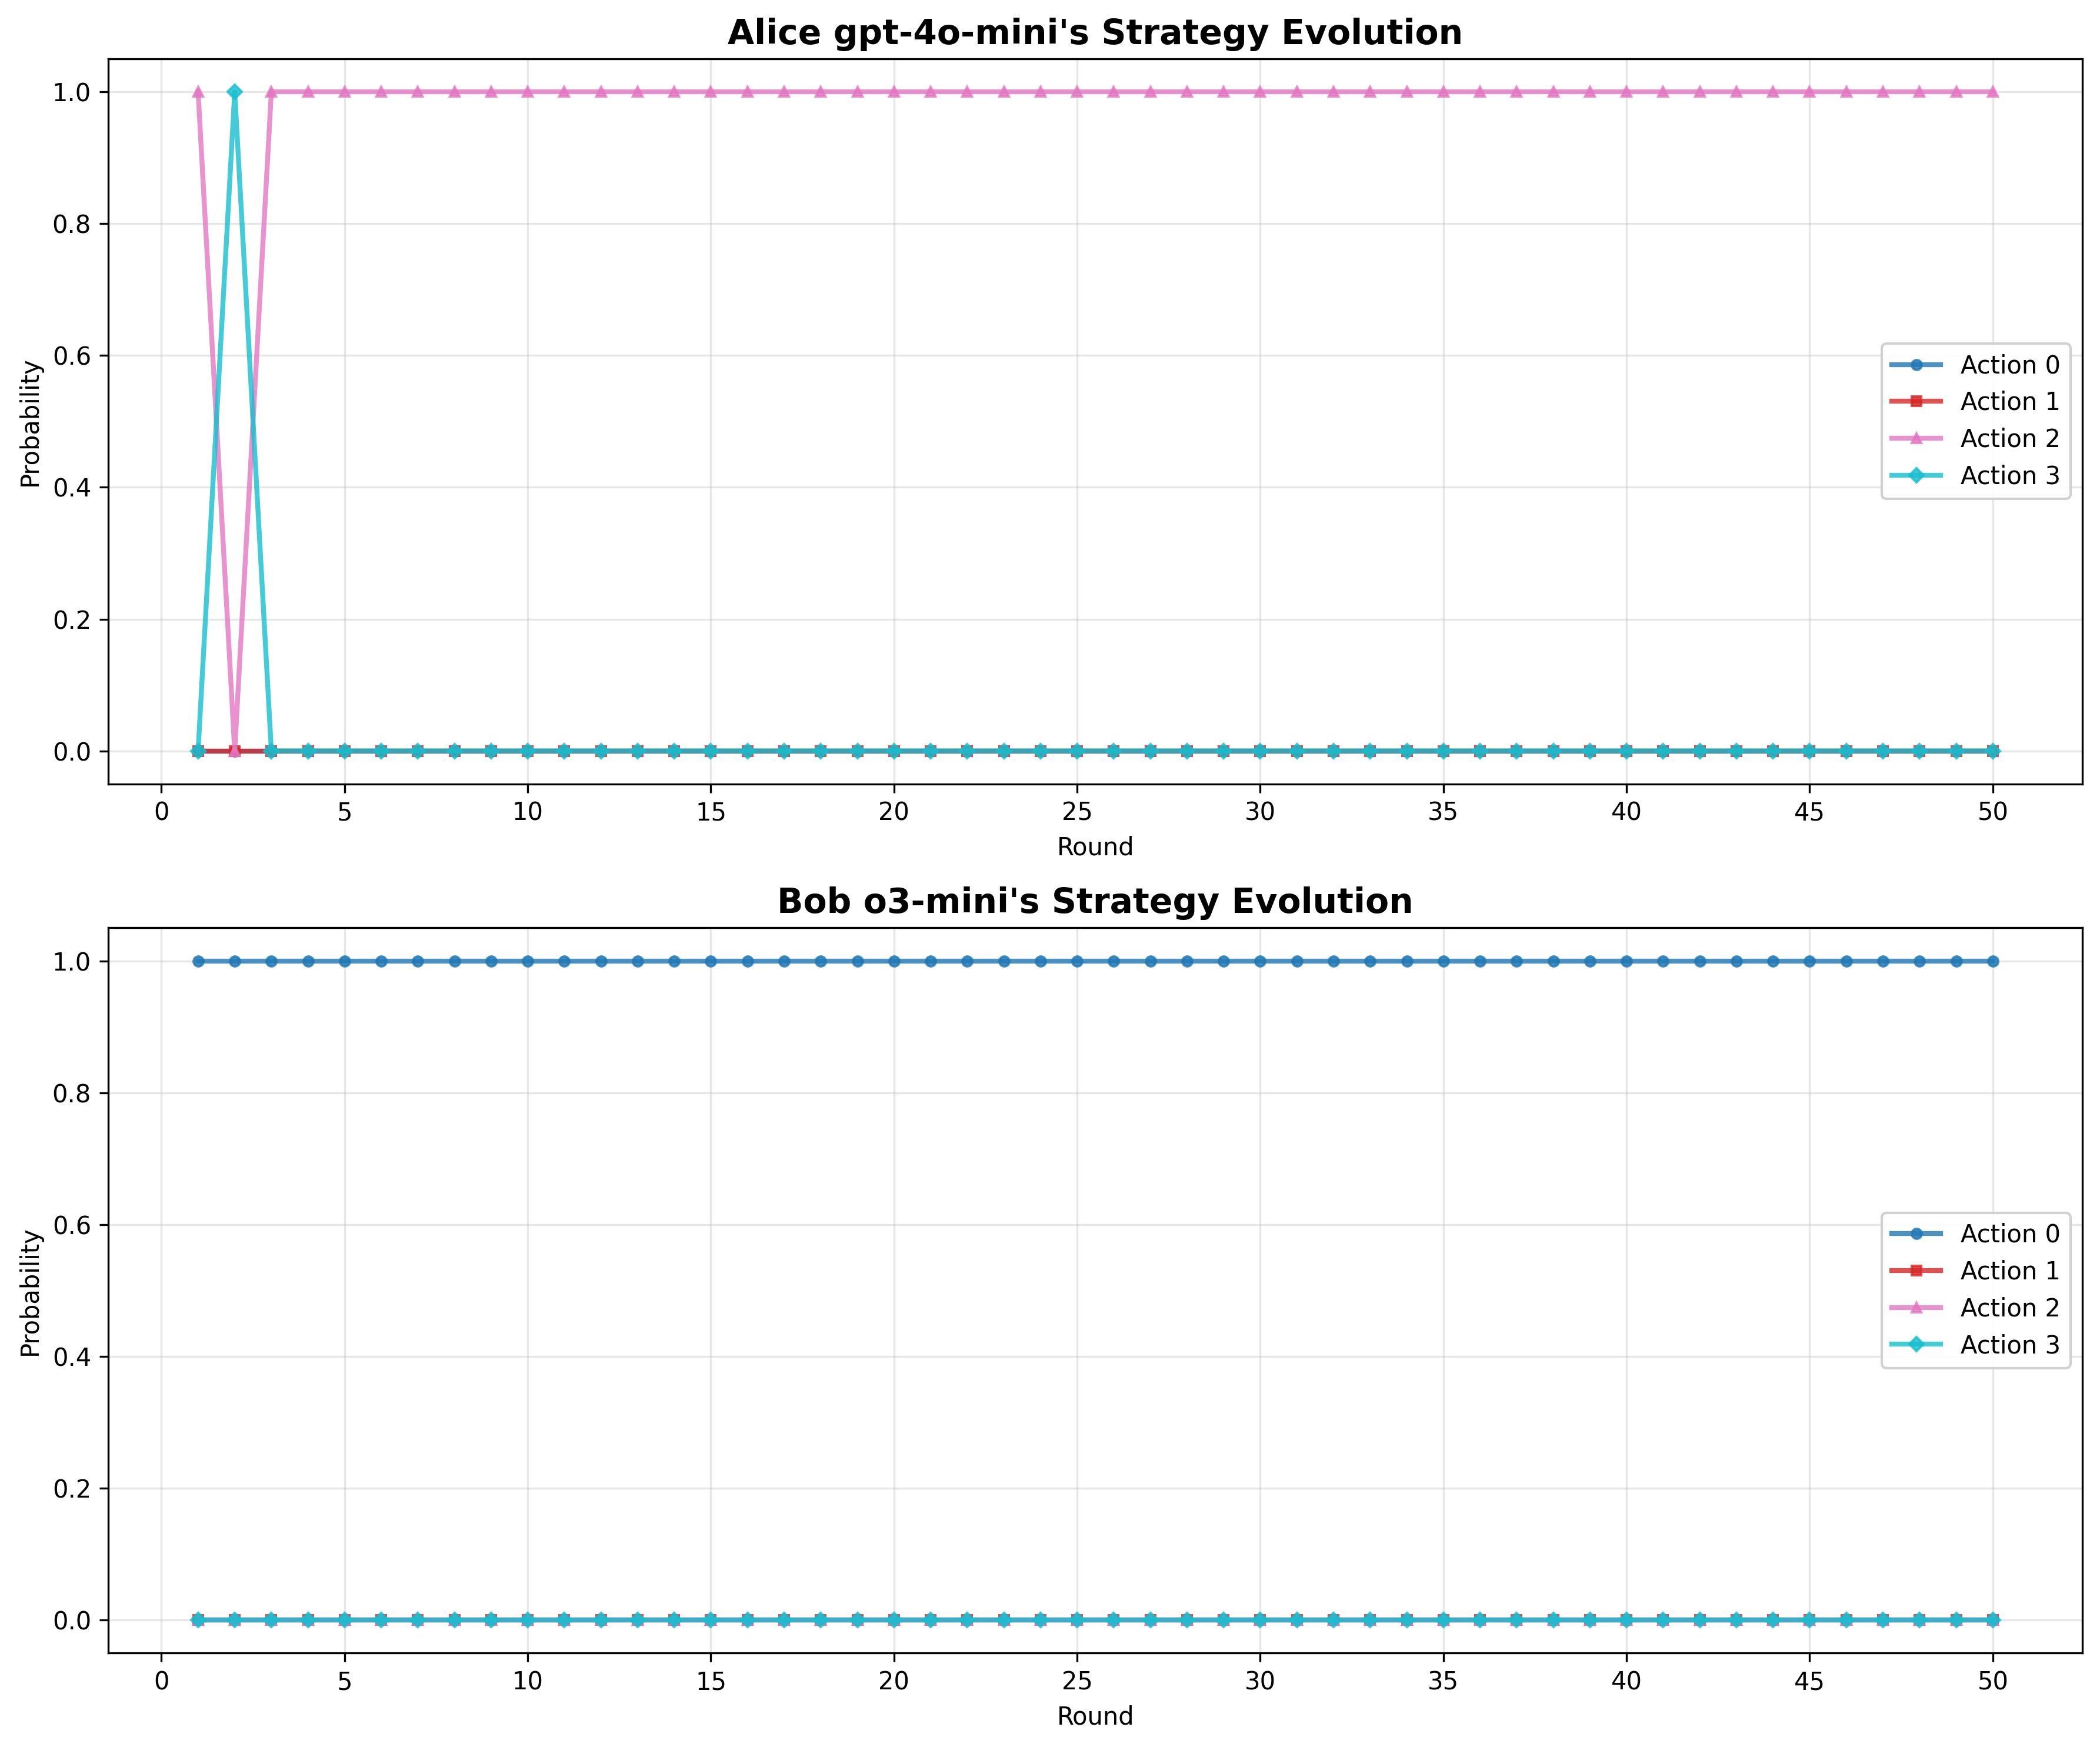 Alice gpt-4o-mini's Strategy Evolution
1.0
0.8
0.6
0.4
0.2
0.0
Probability
Action 0
Action 1
Action 2
Action 3
0 5 10 15 20 25 30 35 40 45 50
Round
Bob o3-mini's Strategy Evolution
1.0
0.8
0.6
0.4
0.2
0.0
Probability
Action 0
Action 1
Action 2
Action 3
0 5 10 15 20 25 30 35 40 45 50
Round